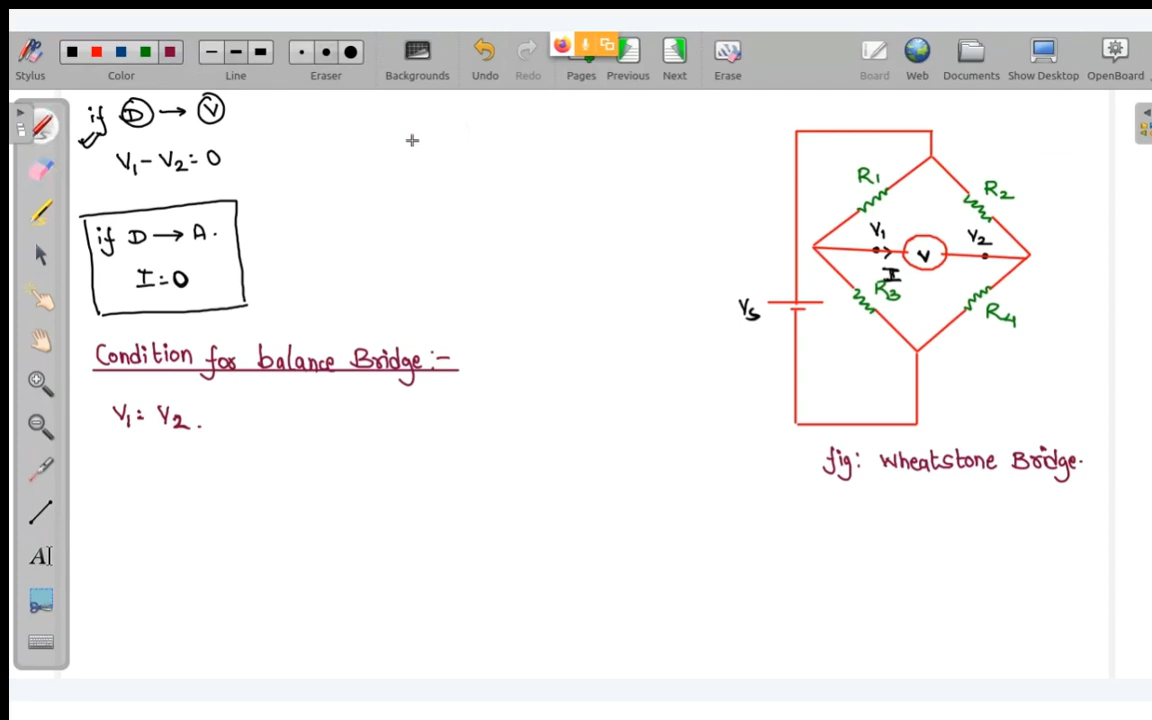 Stylus Color Line Eraser Backgrounds Undo Redo Pages Previous Next Erase Board Web Documents Show Desktop OpenBoard
if D → V
V1 - V2 = 0
if D → A.
I = 0
Condition for balance Bridge :-
V1 = V2 .
R1
R2
V1
V2
V
I
R3
R4
Vs
fig: Wheatstone Bridge.
A